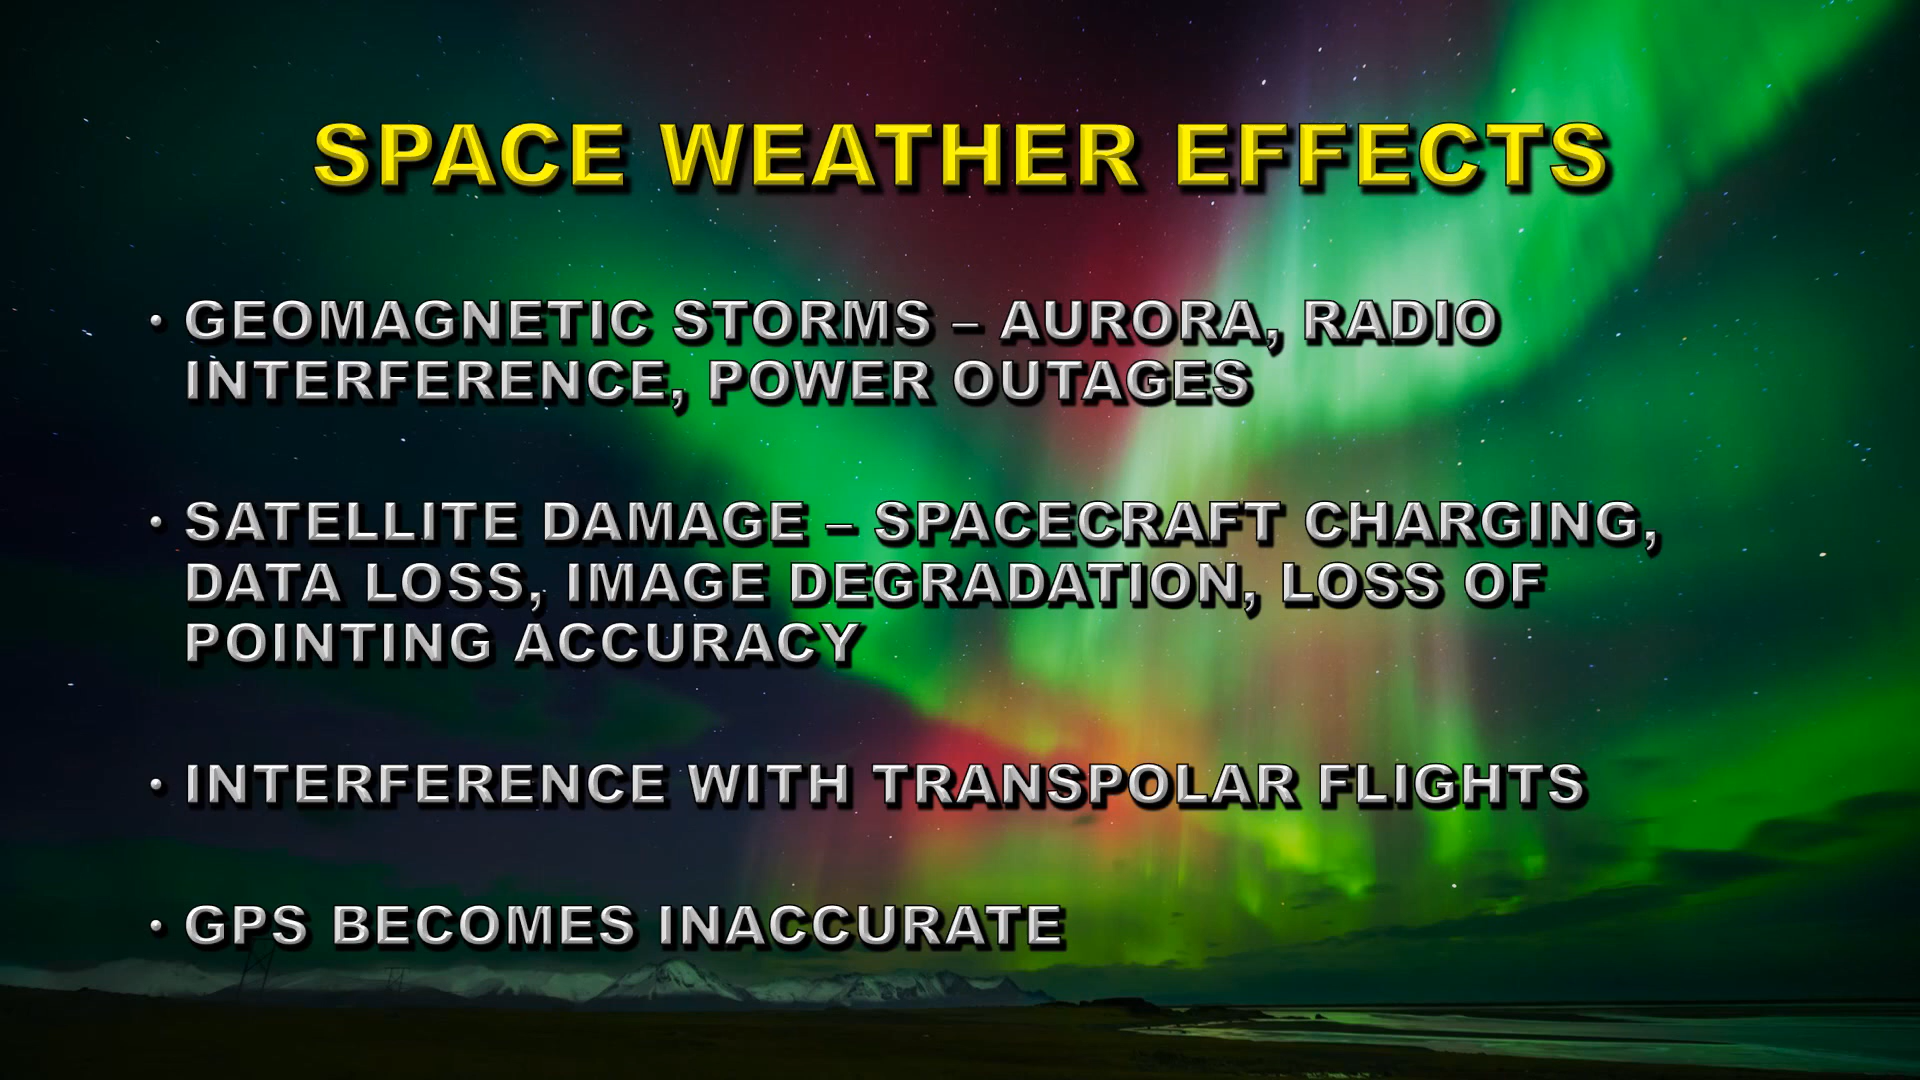 SPACE WEATHER EFFECTS
• GEOMAGNETIC STORMS – AURORA, RADIO
INTERFERENCE, POWER OUTAGES
• SATELLITE DAMAGE – SPACECRAFT CHARGING,
DATA LOSS, IMAGE DEGRADATION, LOSS OF
POINTING ACCURACY
• INTERFERENCE WITH TRANSPOLAR FLIGHTS
• GPS BECOMES INACCURATE